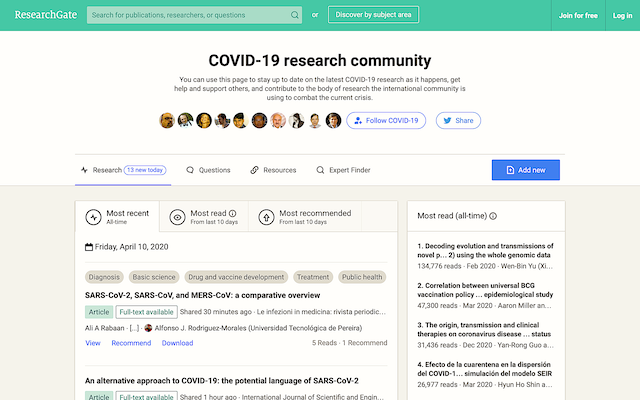 ResearchGate
Search for publications, researchers, or questions
or
Discover by subject area
Join for free
Log in
COVID-19 research community
You can use this page to stay up to date on the latest COVID-19 research as it happens, get
help and support others, and contribute to the body of research the international community is
using to combat the current crisis.
Follow COVID-19
Share
Research 13 new today
Questions
Resources
Expert Finder
Add new
Most recent
All-time
Most read
From last 10 days
Most recommended
From last 10 days
Friday, April 10, 2020
Diagnosis
Basic science
Drug and vaccine development
Treatment
Public health
SARS-CoV-2, SARS-CoV, and MERS-CoV: a comparative overview
Article Full-text available Shared 30 minutes ago · Le infezioni in medicina: rivista periodic...
Ali A Rabaan · [...] · Alfonso J. Rodriguez-Morales (Universidad Tecnológica de Pereira)
View Recommend Download 5 Reads · 1 Recommend
An alternative approach to COVID-19: the potential language of SARS-CoV-2
Article Full-text available Shared 1 hour ago · International Journal of Scientific and Engin...
Most read (all-time)
1. Decoding evolution and transmissions of
novel p... 2) using the whole genomic data
134,776 reads · Feb 2020 · Wen-Bin Yu (Xi...
2. Correlation between universal BCG
vaccination policy ... epidemiological study
47,300 reads · Mar 2020 · Aaron Miller an...
3. The origin, transmission and clinical
therapies on coronavirus disease ... status
31,436 reads · Dec 2020 · Yan-Rong Guo a...
4. Efecto de la cuarentena en la dispersión
del COVID-1... simulación del modelo SEIR
26,977 reads · Mar 2020 · Hyun Ho Shin a...